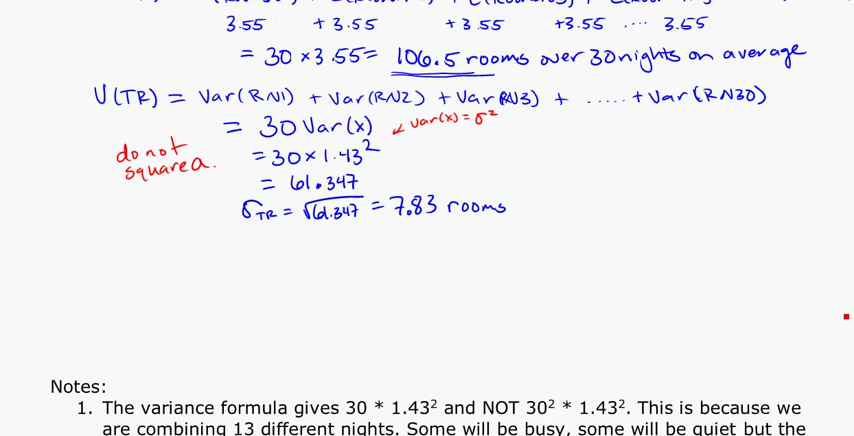 3.55 + 3.55 + 3.55 +3.55 .... 3.55
= 30 x 3.55 = 106.5 rooms over 30 nights on average
V(TR) = Var(RN1) + Var(RN2) + Var(RN3) + ..... + Var(RN30)
= 30 Var(x) ↙ Var(x) = σ²
do not
square a.
= 30 x 1.43²
= 61.347
σTR = √61.347 = 7.83 rooms
Notes:
1. The variance formula gives 30 * 1.43² and NOT 30² * 1.43². This is because we
are combining 13 different nights. Some will be busy, some will be quiet but the